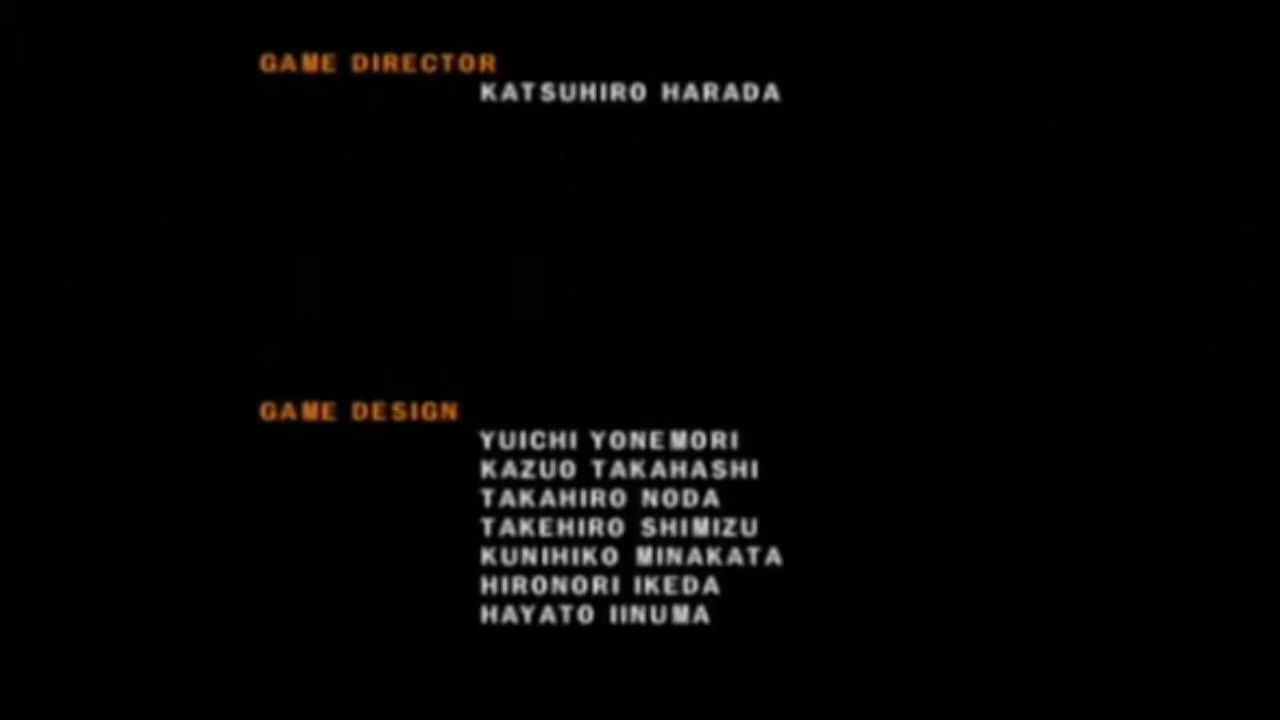 GAME DIRECTOR
KATSUHIRO HARADA
GAME DESIGN
YUICHI YONEMORI
KAZUO TAKAHASHI
TAKAHIRO NODA
TAKEHIRO SHIMIZU
KUNIHIKO MINAKATA
HIRONORI IKEDA
HAYATO IINUMA